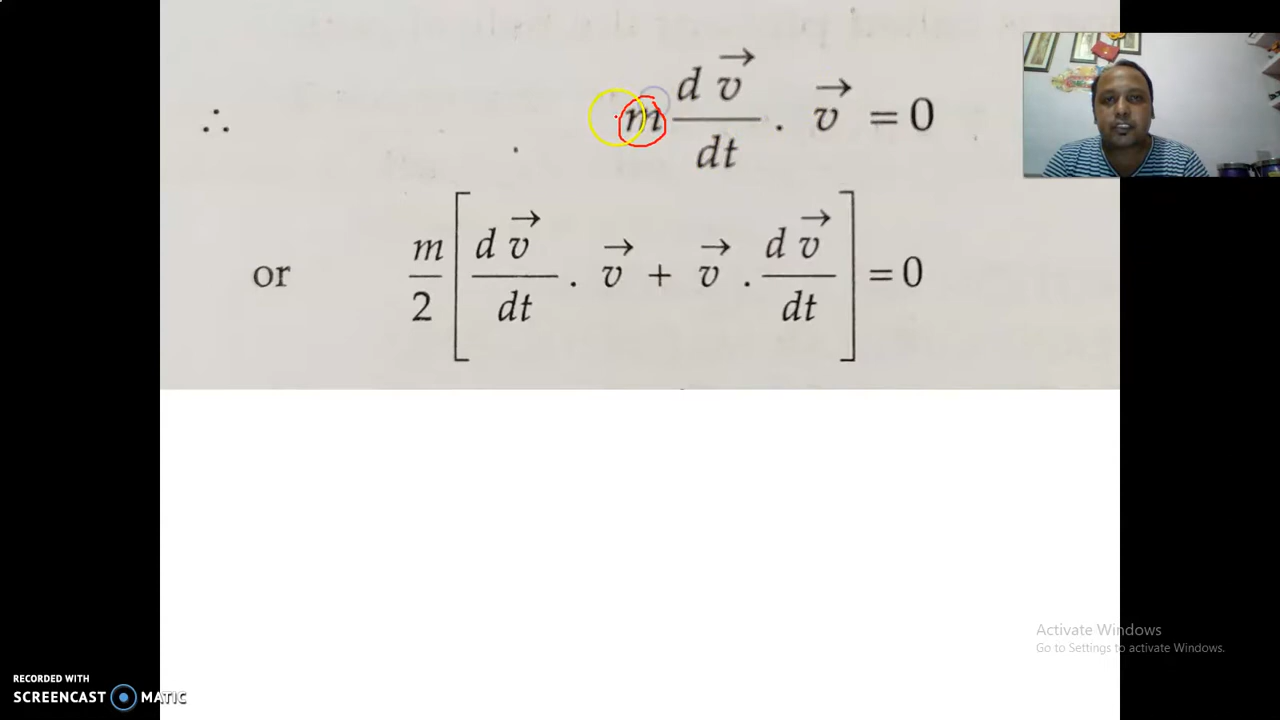 ∴ m d v⃗ / dt . v⃗ = 0
or m/2 [ d v⃗ / dt . v⃗ + v⃗ . d v⃗ / dt ] = 0
Activate Windows
Go to Settings to activate Windows.
RECORDED WITH
SCREENCAST MATIC